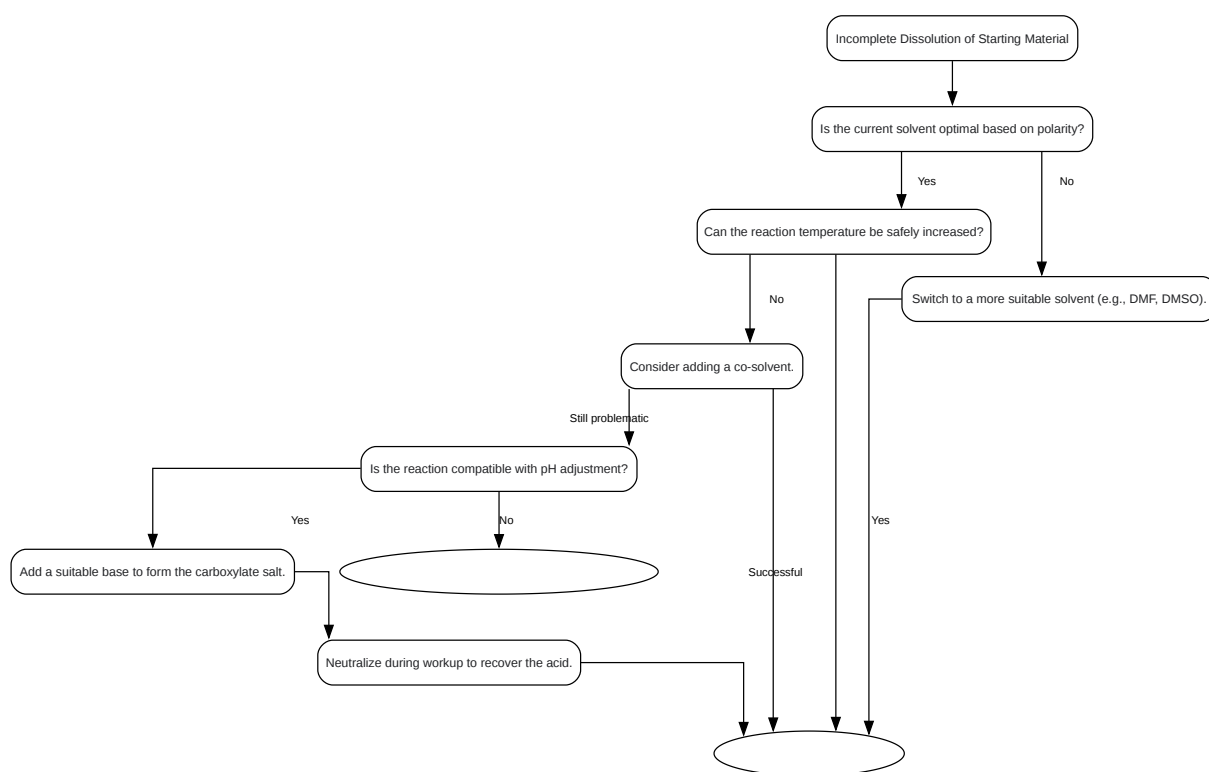 Incomplete Dissolution of Starting Material
Is the current solvent optimal based on polarity?
Yes
No
Can the reaction temperature be safely increased?
No
Switch to a more suitable solvent (e.g., DMF, DMSO).
Consider adding a co-solvent.
Still problematic
Is the reaction compatible with pH adjustment?
Yes
No
Yes
Add a suitable base to form the carboxylate salt.
Successful
Neutralize during workup to recover the acid.